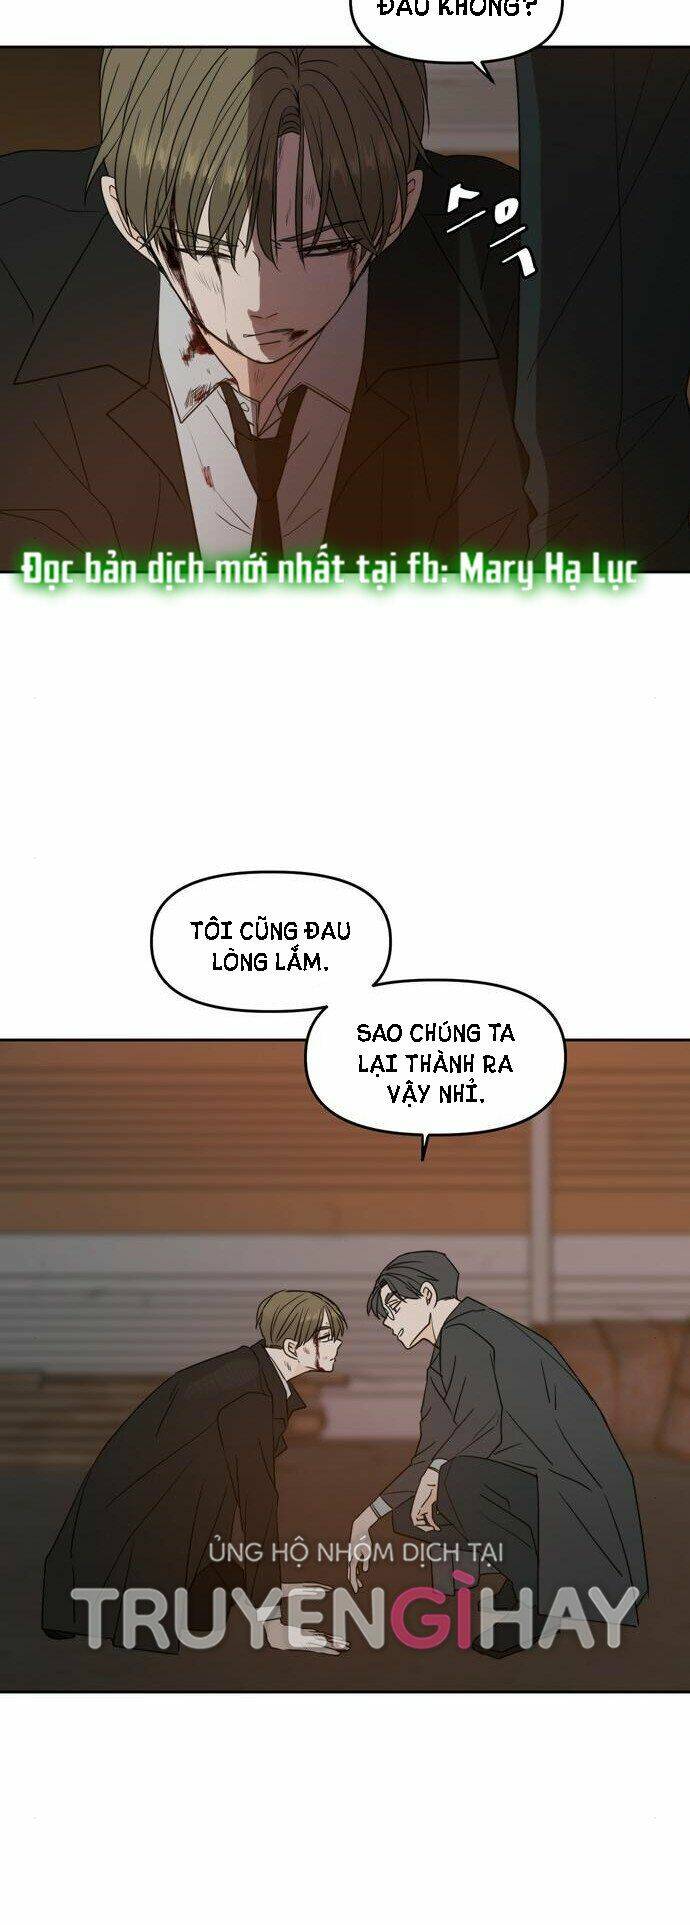 ĐAU KHÔNG?
스으
윽
Đọc bản dịch mới nhất tại fb: Mary Hạ Lục
TÔI CŨNG ĐAU
LÒNG LẮM.
SAO CHÚNG TA
LẠI THÀNH RA
VẬY NHỈ.
ỦNG HỘ NHÓM DỊCH TẠI
TRUYENGIHAY